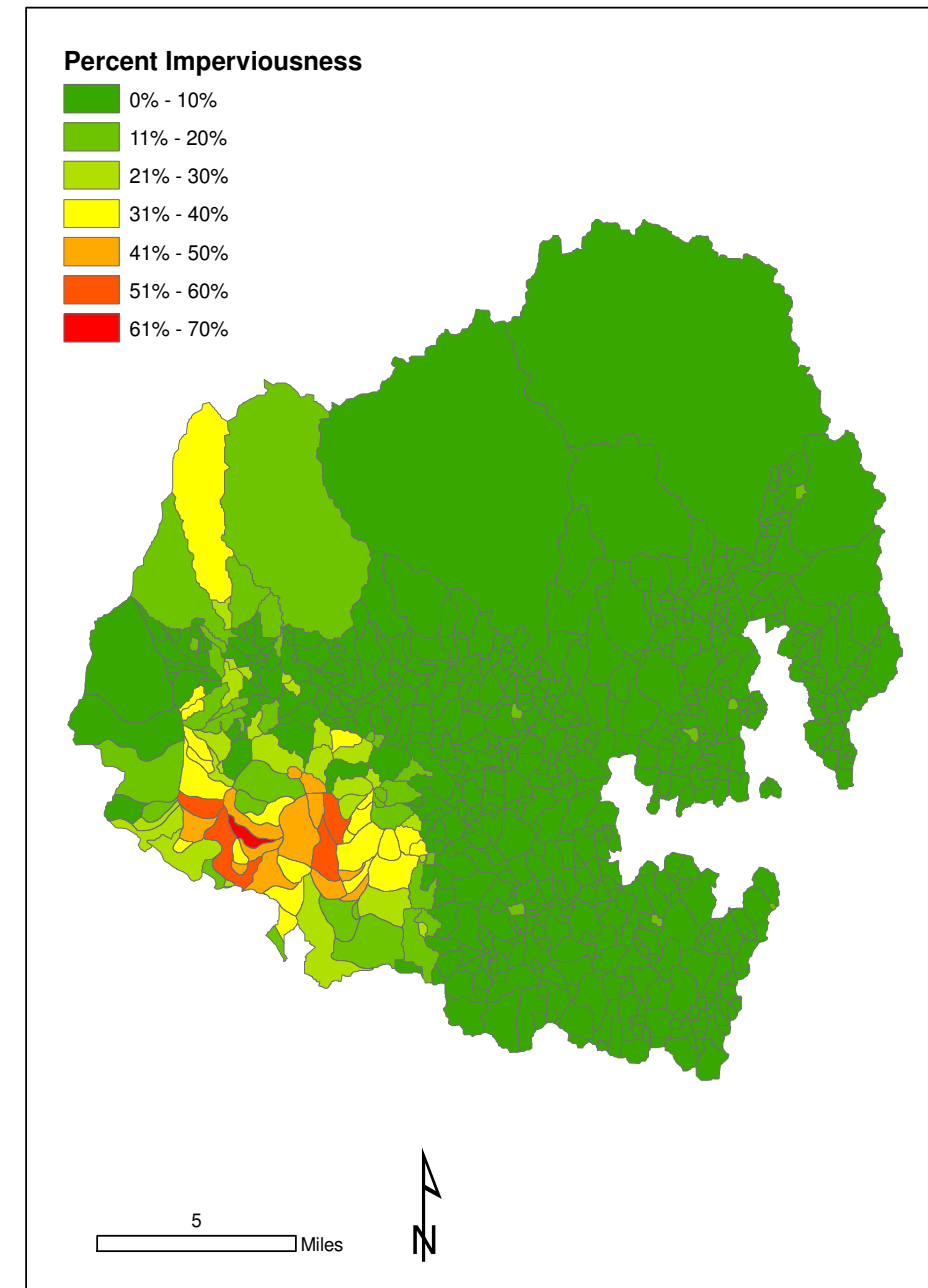 Percent Imperviousness
0% - 10%
11% - 20%
21% - 30%
31% - 40%
41% - 50%
51% - 60%
61% - 70%
5
Miles
N